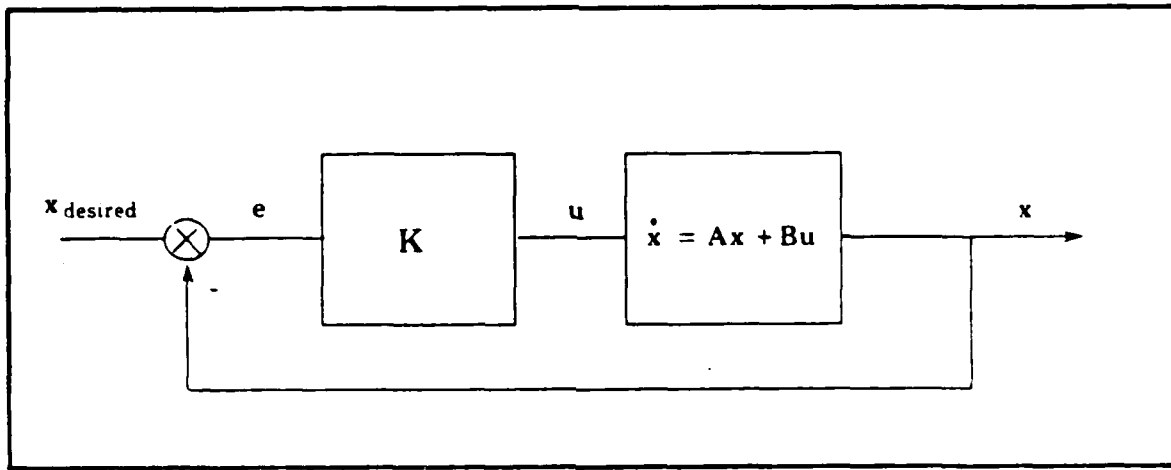 x desired
e
K
u
ẋ = Ax + Bu
x
-